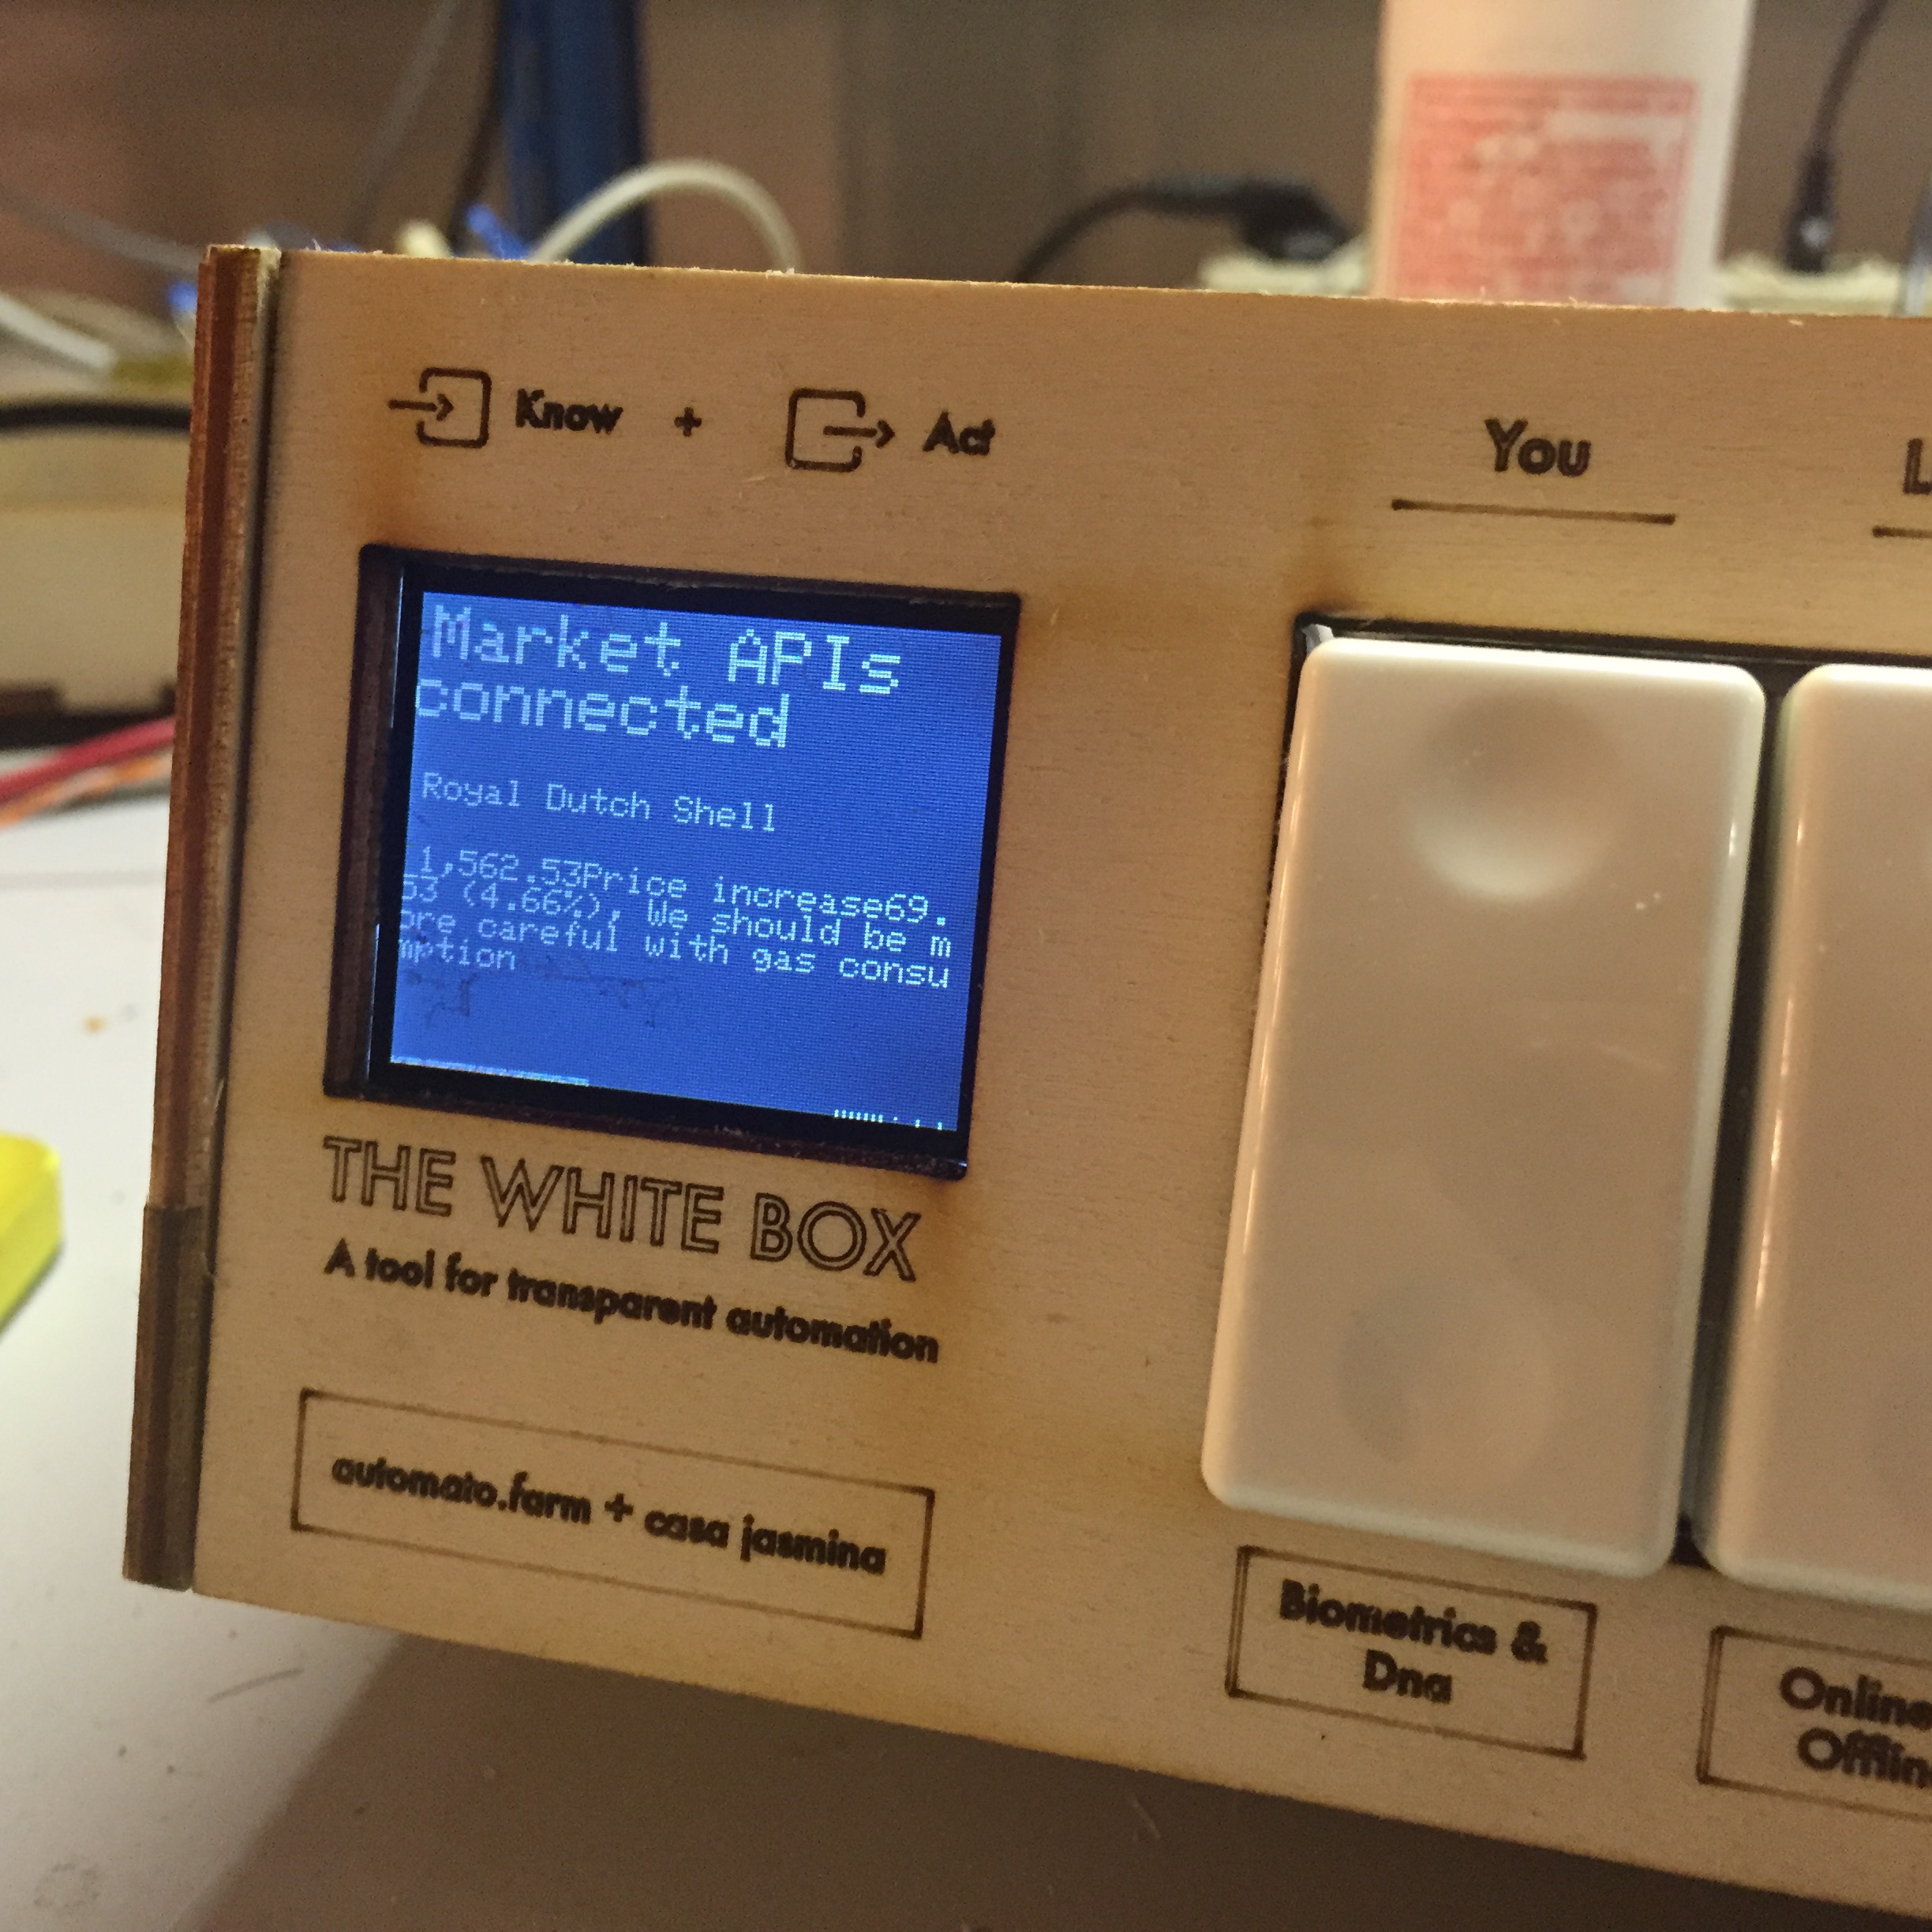 Know + Act
You
L
Market APIs
connected
Royal Dutch Shell
1,562.53Price increase69.
53 (4.66%), We should be m
ore careful with gas consu
mption
THE WHITE BOX
A tool for transparent automation
automato.farm + casa jasmina
Biometrics &
Dna
Online
Offlin